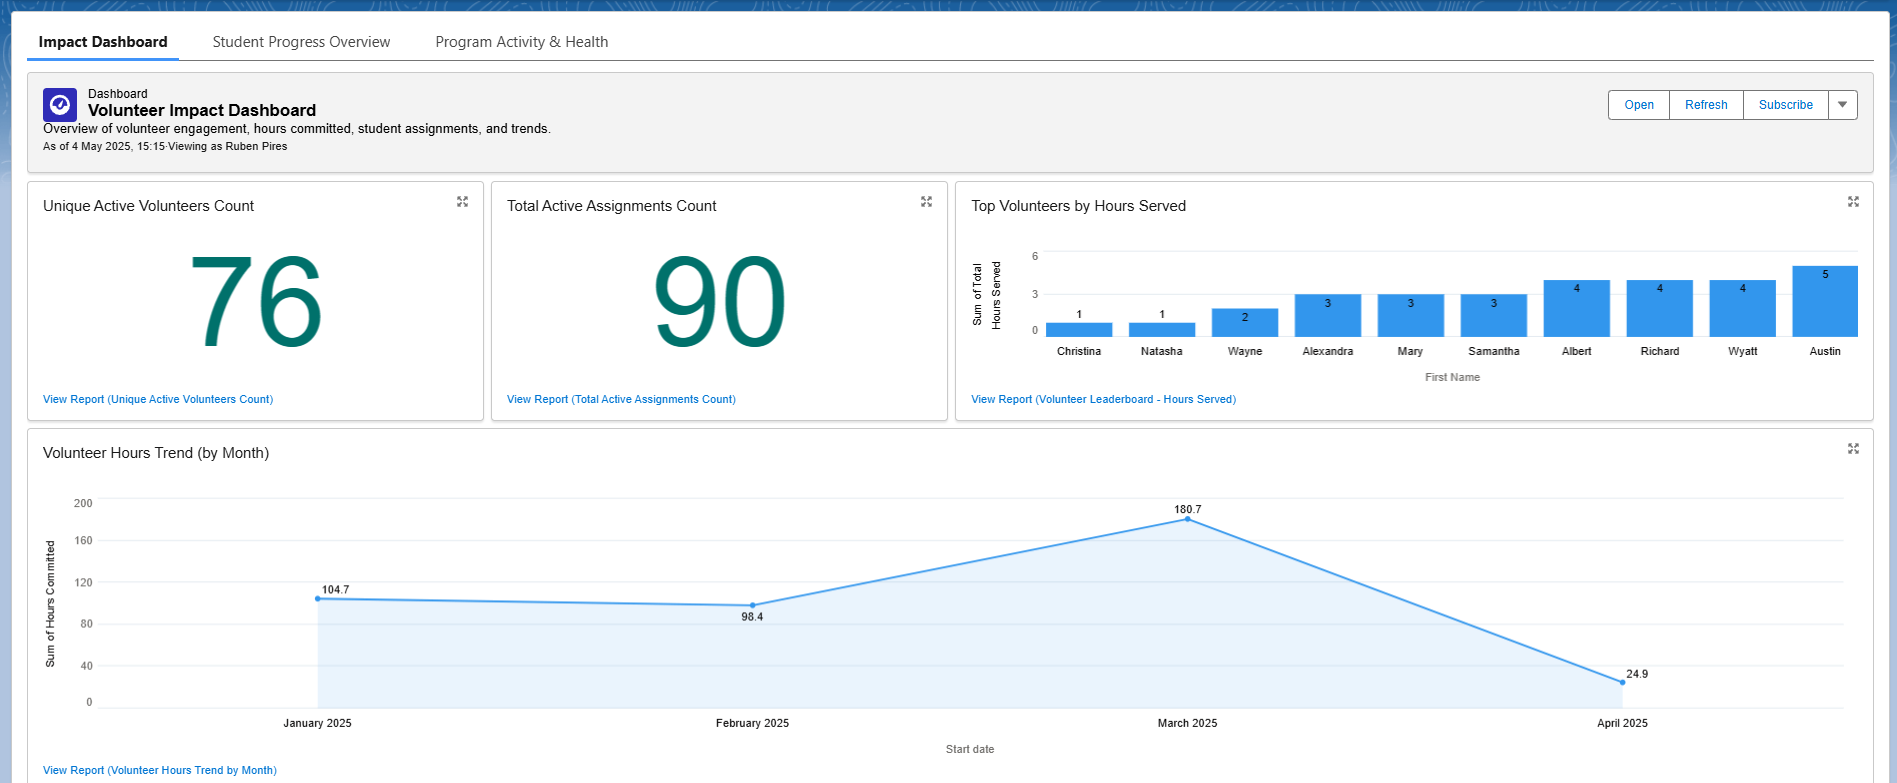 Impact Dashboard
Student Progress Overview
Program Activity & Health
Dashboard
Volunteer Impact Dashboard
Overview of volunteer engagement, hours committed, student assignments, and trends.
As of 4 May 2025, 15:15·Viewing as Ruben Pires
Open
Refresh
Subscribe
Unique Active Volunteers Count
76
View Report (Unique Active Volunteers Count)
Total Active Assignments Count
90
View Report (Total Active Assignments Count)
Top Volunteers by Hours Served
Sum of Total
Hours Served
6
3
0
1
1
2
3
3
3
4
4
4
5
Christina
Natasha
Wayne
Alexandra
Mary
Samantha
Albert
Richard
Wyatt
Austin
First Name
View Report (Volunteer Leaderboard - Hours Served)
Volunteer Hours Trend (by Month)
Sum of Hours Committed
200
160
120
80
40
0
104.7
98.4
180.7
24.9
January 2025
February 2025
March 2025
April 2025
Start date
View Report (Volunteer Hours Trend by Month)